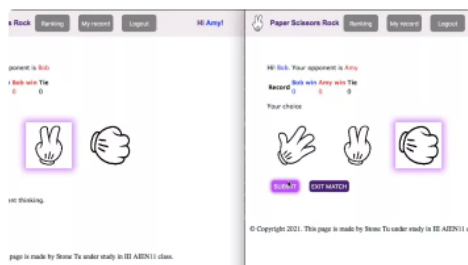 s Rock Ranking My record Logout Hi Amy!
ponent is Bob
Bob win Tie
0 0
ent thinking.
page is made by Stone Tu under study in III AIEN11 class.
Paper Scissors Rock Ranking My record Logout
Hi! Bob. Your opponent is Amy
Bob win Amy win Tie
Record 0 0 0
Your choice
SUBMIT EXIT MATCH
© Copyright 2021. This page is made by Stone Tu under study in III AIEN11